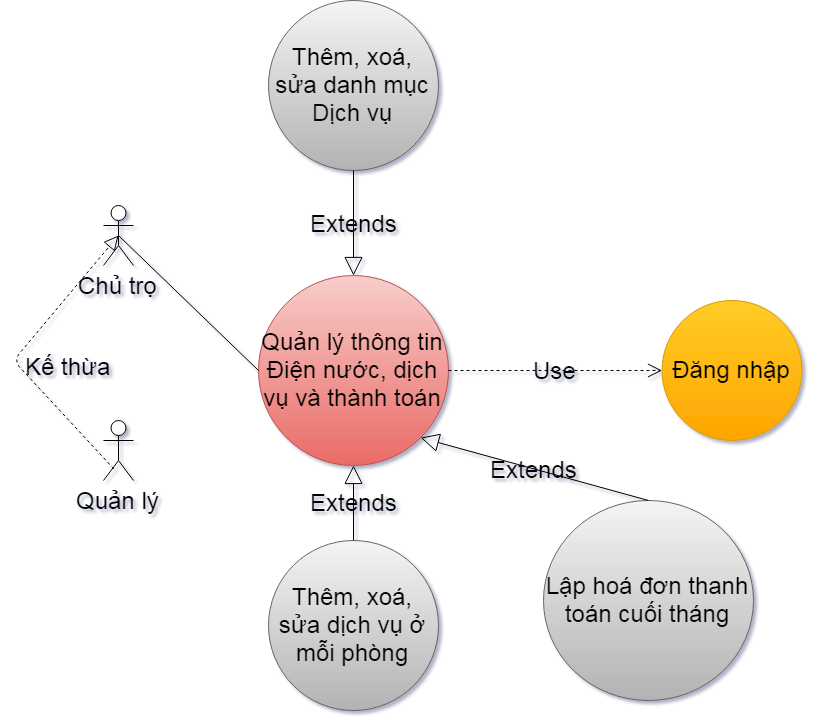 Thêm, xoá,
sửa danh mục
Dịch vụ
Extends
Chủ trọ
Kế thừa
Quản lý
Quản lý thông tin
Điện nước, dịch
vụ và thành toán
Use
Đăng nhập
Extends
Extends
Thêm, xoá,
sửa dịch vụ ở
mỗi phòng
Lập hoá đơn thanh
toán cuối tháng